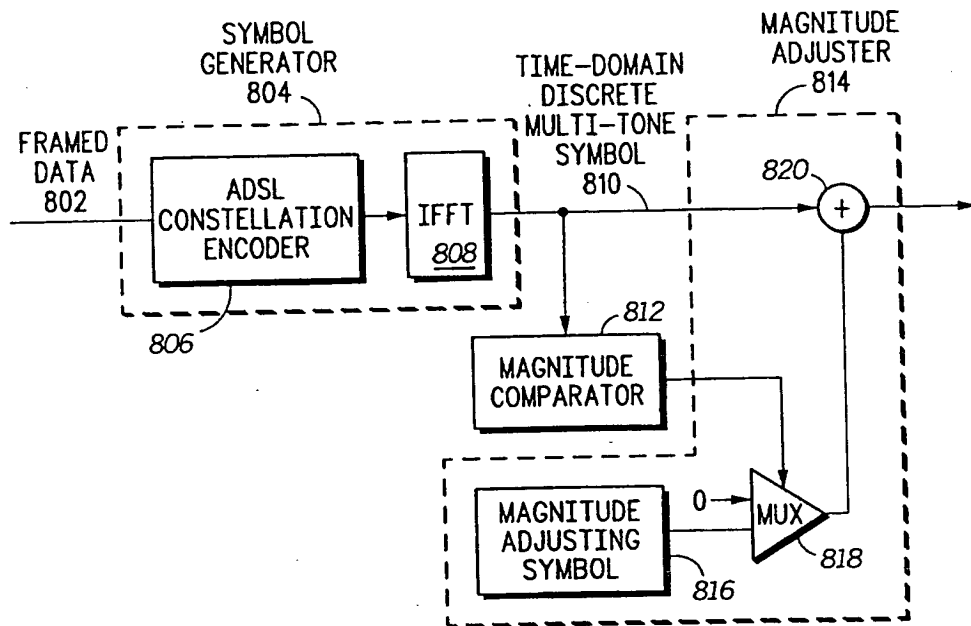 SYMBOL
GENERATOR
804
TIME-DOMAIN
DISCRETE
MULTI-TONE
SYMBOL
810
MAGNITUDE
ADJUSTER
814
FRAMED
DATA
802
ADSL
CONSTELLATION
ENCODER
806
IFFT
808
820
+
812
MAGNITUDE
COMPARATOR
0
MUX
818
MAGNITUDE
ADJUSTING
SYMBOL
816